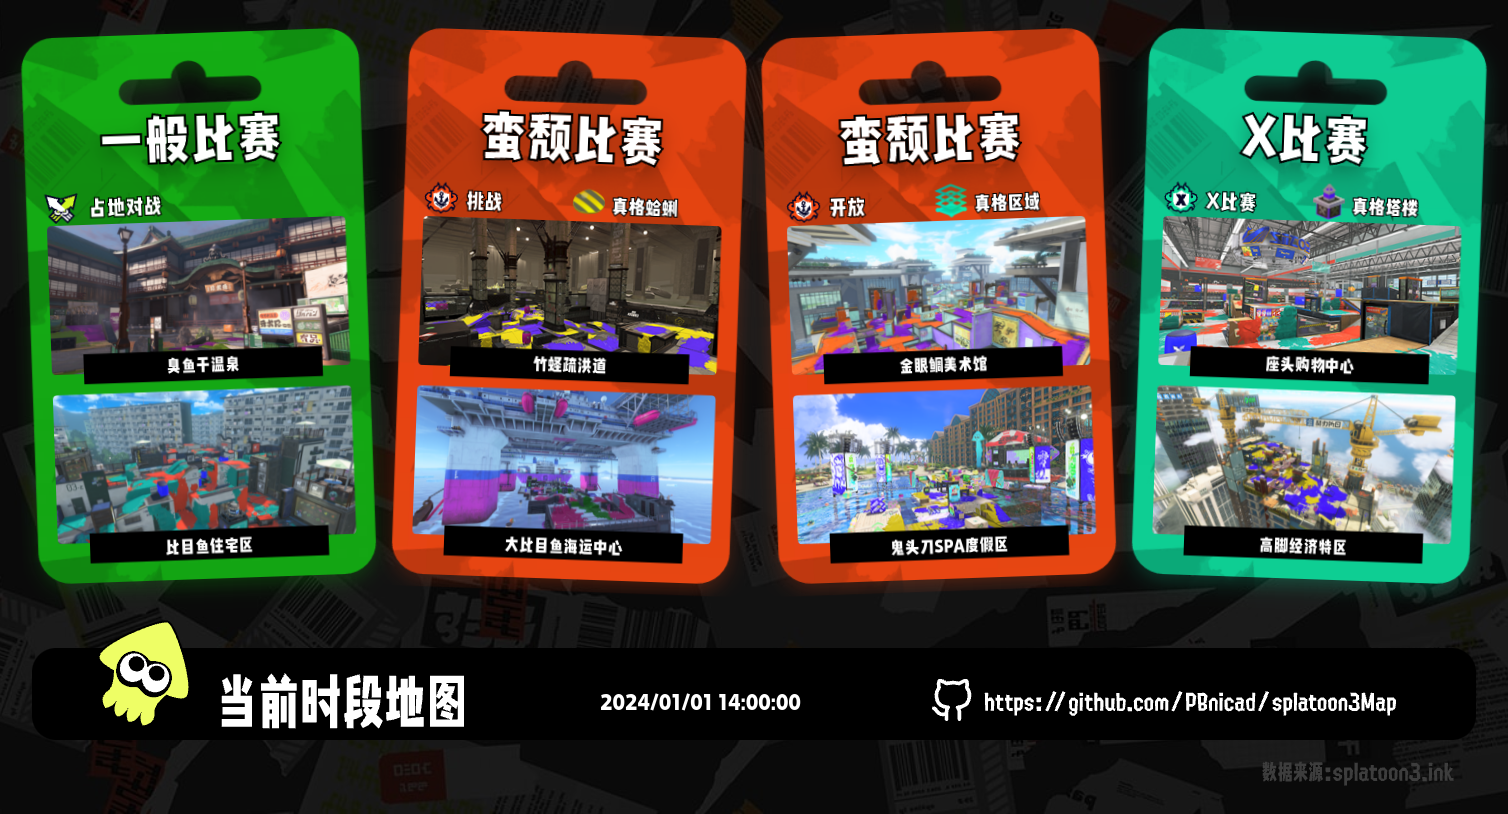 一般比赛
占地对战
臭鱼干温泉
比目鱼住宅区
蛮颓比赛
挑战
真格蛤蜊
竹蛏疏洪道
大比目鱼海运中心
蛮颓比赛
开放
真格区域
金眼鲷美术馆
鬼头刀SPA度假区
X比赛
X比赛
真格塔楼
座头购物中心
高脚经济特区
当前时段地图
2024/01/01 14:00:00
https://github.com/PBnicad/splatoon3Map
数据来源:splatoon3.ink